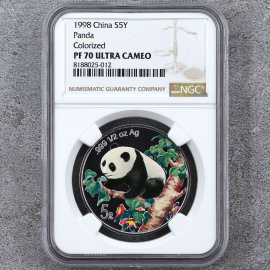 1998 China S5Y
Panda
Colorized
PF 70 ULTRA CAMEO
8188025-012
NUMISMATIC GUARANTY COMPANY
NGC
.999 1/2 oz Ag
5元